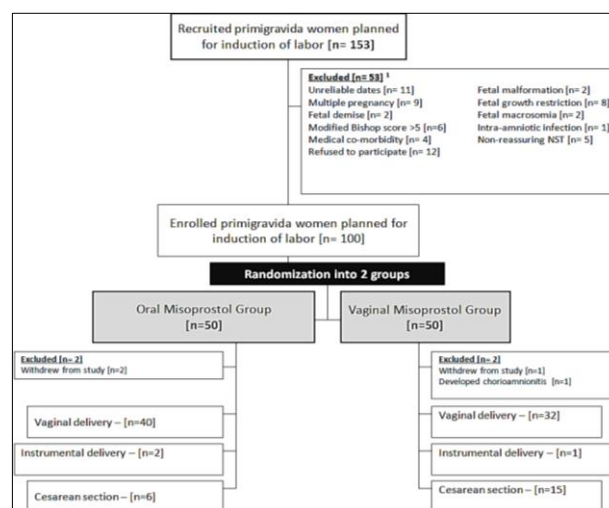 Recruited primigravida women planned
for induction of labor [n= 153]
Excluded [n= 53] 1
Unreliable dates [n= 11]
Multiple pregnancy [n= 9]
Fetal demise [n= 2]
Modified Bishop score >5 [n=6]
Medical co-morbidity [n= 4]
Refused to participate [n= 12]
Fetal malformation [n= 2]
Fetal growth restriction [n= 8]
Fetal macrosomia [n= 2]
Intra-amniotic infection [n= 1]
Non-reassuring NST [n= 5]
Enrolled primigravida women planned for
induction of labor [n= 100]
Randomization into 2 groups
Oral Misoprostol Group
[n=50]
Vaginal Misoprostol Group
[n=50]
Excluded [n= 2]
Withdrew from study [n=2]
Excluded [n= 2]
Withdrew from study [n=1]
Developed chorioamnionitis [n=1]
Vaginal delivery – [n=40]
Vaginal delivery – [n=32]
Instrumental delivery – [n=2]
Instrumental delivery – [n=1]
Cesarean section – [n=6]
Cesarean section – [n=15]